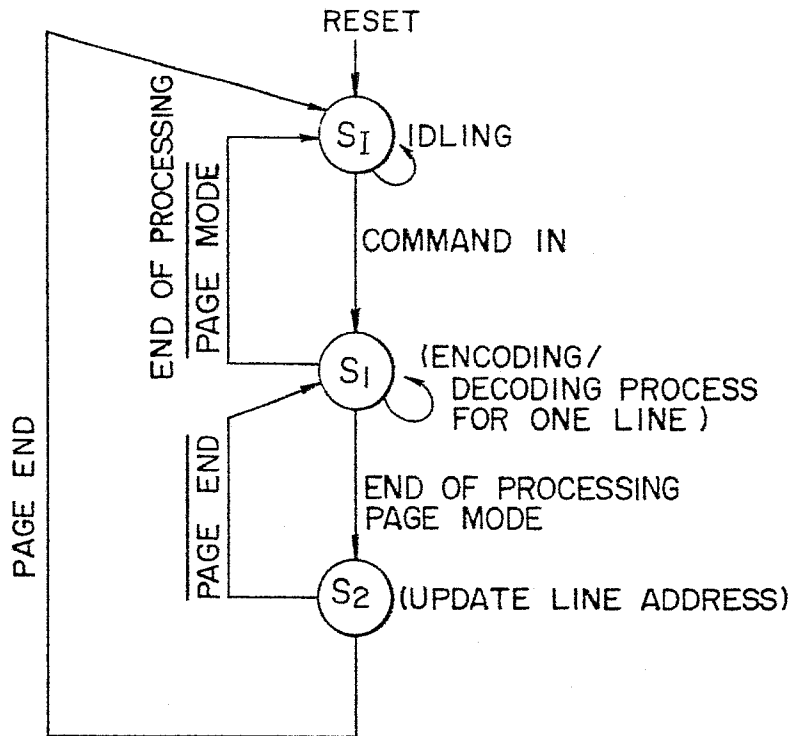 RESET
S_I
IDLING
COMMAND IN
END OF PROCESSING
PAGE MODE
S1
(ENCODING/
DECODING PROCESS
FOR ONE LINE)
PAGE END
PAGE END
END OF PROCESSING
PAGE MODE
S2
(UPDATE LINE ADDRESS)